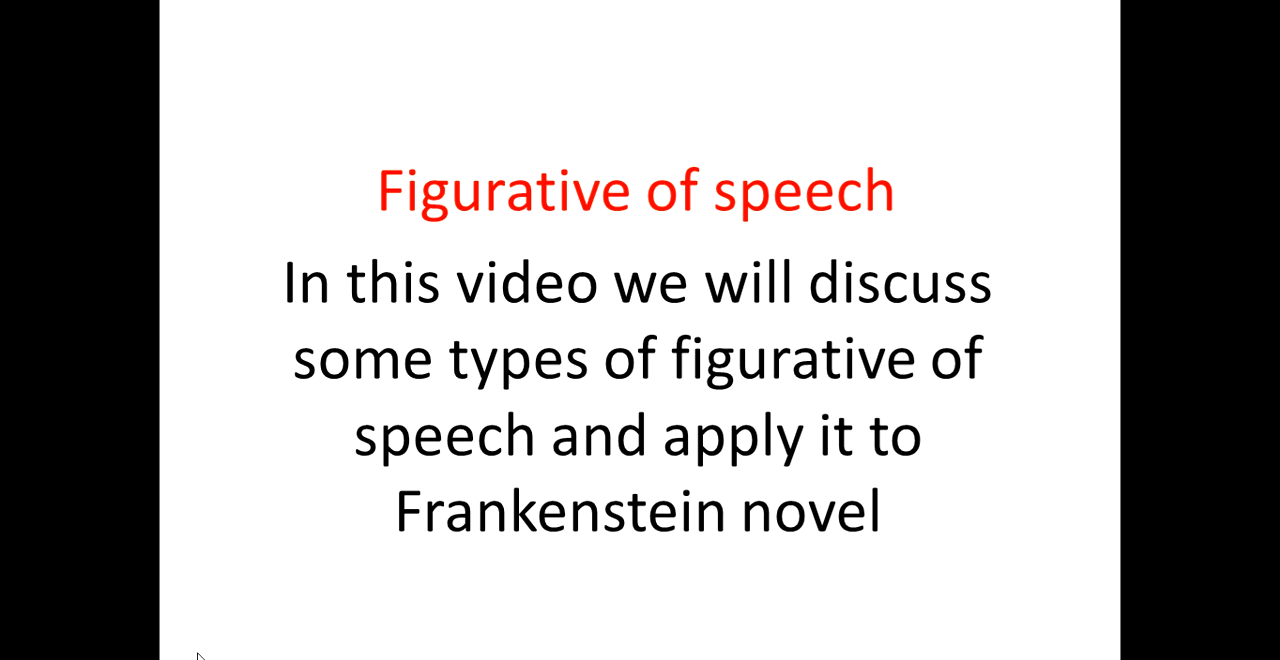 Figurative of speech
In this video we will discuss
some types of figurative of
speech and apply it to
Frankenstein novel